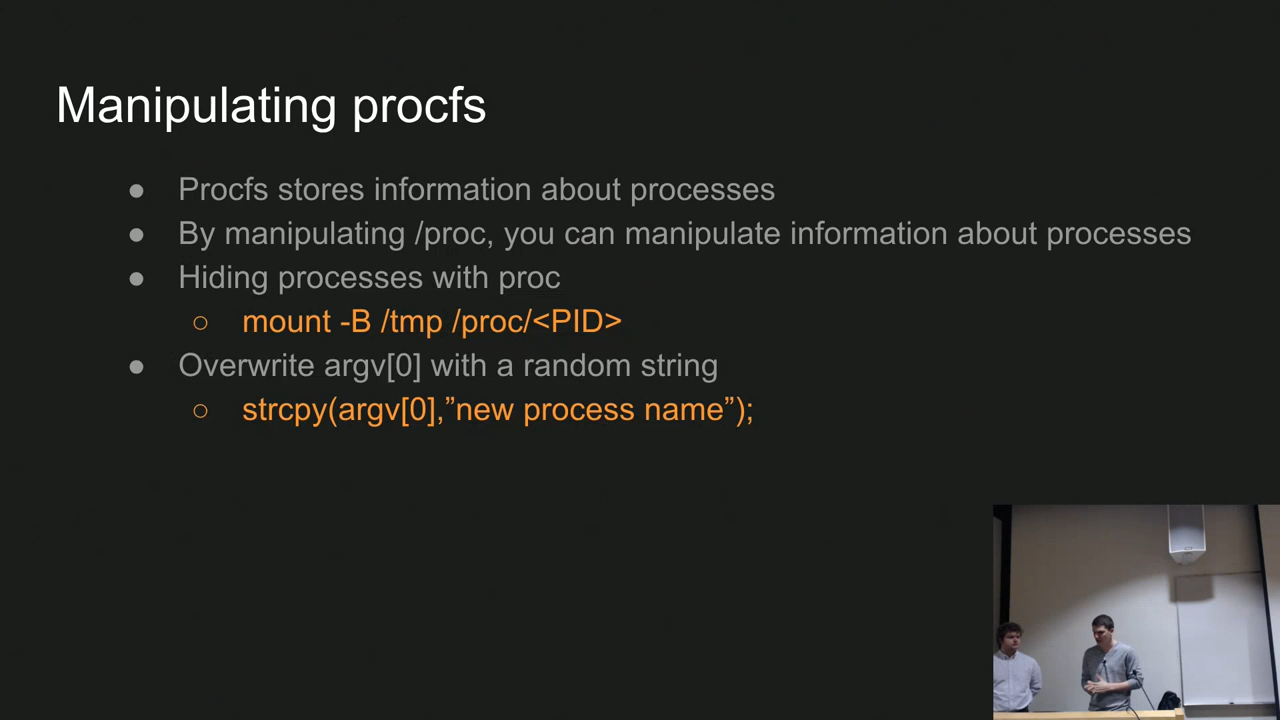 Manipulating procfs
● Procfs stores information about processes
● By manipulating /proc, you can manipulate information about processes
● Hiding processes with proc
○ mount -B /tmp /proc/<PID>
● Overwrite argv[0] with a random string
○ strcpy(argv[0],”new process name”);